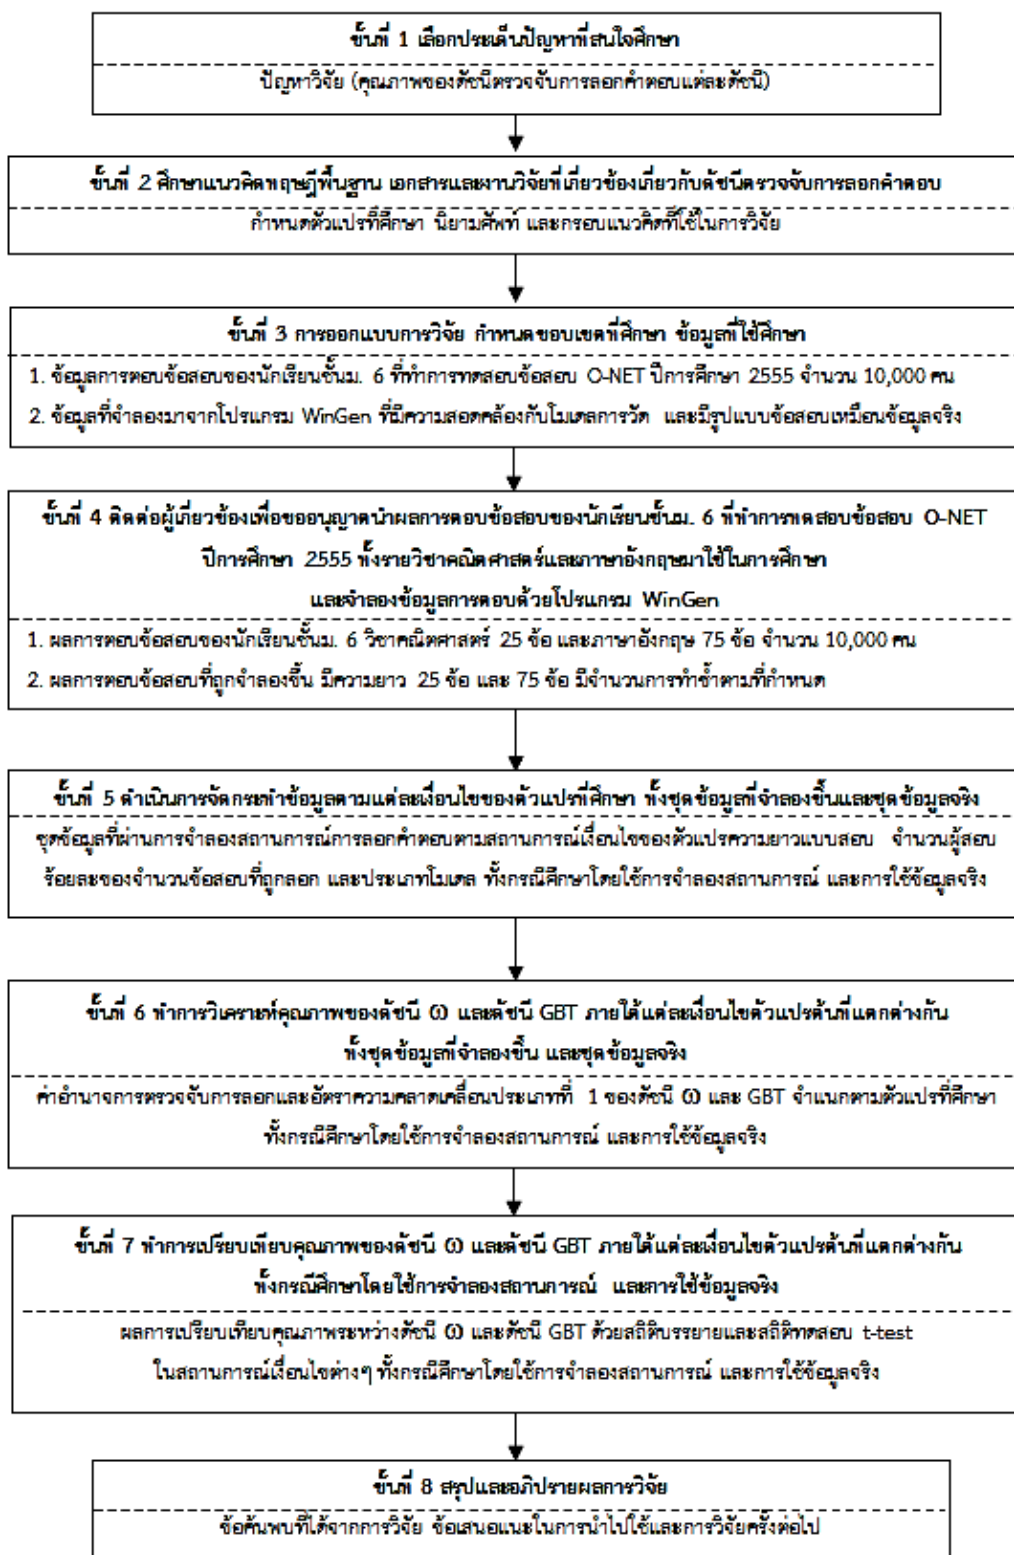 ขั้นที่ 1 เลือกประเด็นปัญหาที่สนใจศึกษา
ปัญหาวิจัย (คุณภาพของดัชนีตรวจจับการลอกคำตอบแต่ละดัชนี)
ขั้นที่ 2 ศึกษาแนวคิดทฤษฎีพื้นฐาน เอกสารและงานวิจัยที่เกี่ยวข้องเกี่ยวกับดัชนีตรวจจับการลอกคำตอบ
กำหนดตัวแปรที่ศึกษา นิยามศัพท์ และกรอบแนวคิดที่ใช้ในการวิจัย
ขั้นที่ 3 การออกแบบการวิจัย กำหนดขอบเขตที่ศึกษา ข้อมูลที่ใช้ศึกษา
1. ข้อมูลการตอบข้อสอบของนักเรียนชั้นม. 6 ที่ทำการทดสอบข้อสอบ O-NET ปีการศึกษา 2555 จำนวน 10,000 คน
2. ข้อมูลที่จำลองมาจากโปรแกรม WinGen ที่มีความสอดคล้องกับโมเดลการวัด และมีรูปแบบข้อสอบเหมือนข้อมูลจริง
ขั้นที่ 4 ติดต่อผู้เกี่ยวข้องเพื่อขออนุญาตนำผลการตอบข้อสอบของนักเรียนชั้นม. 6 ที่ทำการทดสอบข้อสอบ O-NET
ปีการศึกษา 2555 ทั้งรายวิชาคณิตศาสตร์และภาษาอังกฤษมาใช้ในการศึกษา
และจำลองข้อมูลการตอบด้วยโปรแกรม WinGen
1. ผลการตอบข้อสอบของนักเรียนชั้นม. 6 วิชาคณิตศาสตร์ 25 ข้อ และภาษาอังกฤษ 75 ข้อ จำนวน 10,000 คน
2. ผลการตอบข้อสอบที่ถูกจำลองขึ้น มีความยาว 25 ข้อ และ 75 ข้อ มีจำนวนการทำซ้ำตามที่กำหนด
ขั้นที่ 5 ดำเนินการจัดกระทำข้อมูลตามแต่ละเงื่อนไขของตัวแปรที่ศึกษา ทั้งชุดข้อมูลที่จำลองขึ้นและชุดข้อมูลจริง
ชุดข้อมูลที่ผ่านการจำลองสถานการณ์การลอกคำตอบตามสถานการณ์เงื่อนไขของตัวแปรความยาวแบบสอบ จำนวนผู้สอบ
ร้อยละของจำนวนข้อสอบที่ถูกลอก และประเภทโมเดล ทั้งกรณีศึกษาโดยใช้การจำลองสถานการณ์ และการใช้ข้อมูลจริง
ขั้นที่ 6 ทำการวิเคราะห์คุณภาพของดัชนี ω และดัชนี GBT ภายใต้แต่ละเงื่อนไขตัวแปรต้นที่แตกต่างกัน
ทั้งชุดข้อมูลที่จำลองขึ้น และชุดข้อมูลจริง
ค่าอำนาจการตรวจจับการลอกและอัตราความคลาดเคลื่อนประเภทที่ 1 ของดัชนี ω และ GBT จำแนกตามตัวแปรที่ศึกษา
ทั้งกรณีศึกษาโดยใช้การจำลองสถานการณ์ และการใช้ข้อมูลจริง
ขั้นที่ 7 ทำการเปรียบเทียบคุณภาพของดัชนี ω และดัชนี GBT ภายใต้แต่ละเงื่อนไขตัวแปรต้นที่แตกต่างกัน
ทั้งกรณีศึกษาโดยใช้การจำลองสถานการณ์ และการใช้ข้อมูลจริง
ผลการเปรียบเทียบคุณภาพระหว่างดัชนี ω และดัชนี GBT ด้วยสถิติบรรยายและสถิติทดสอบ t-test
ในสถานการณ์เงื่อนไขต่างๆ ทั้งกรณีศึกษาโดยใช้การจำลองสถานการณ์ และการใช้ข้อมูลจริง
ขั้นที่ 8 สรุปและอภิปรายผลการวิจัย
ข้อค้นพบที่ได้จากการวิจัย ข้อเสนอแนะในการนำไปใช้และการวิจัยครั้งต่อไป